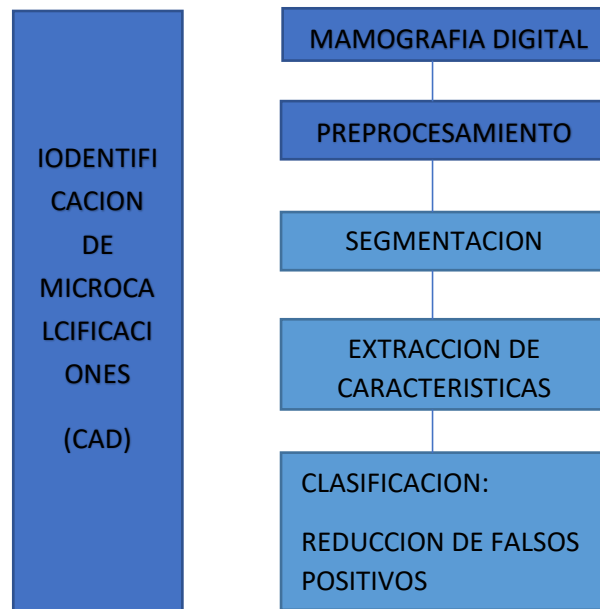 IODENTIFI
CACION
DE
MICROCA
LCIFICACI
ONES
(CAD)
MAMOGRAFIA DIGITAL
PREPROCESAMIENTO
SEGMENTACION
EXTRACCION DE
CARACTERISTICAS
CLASIFICACION:
REDUCCION DE FALSOS
POSITIVOS